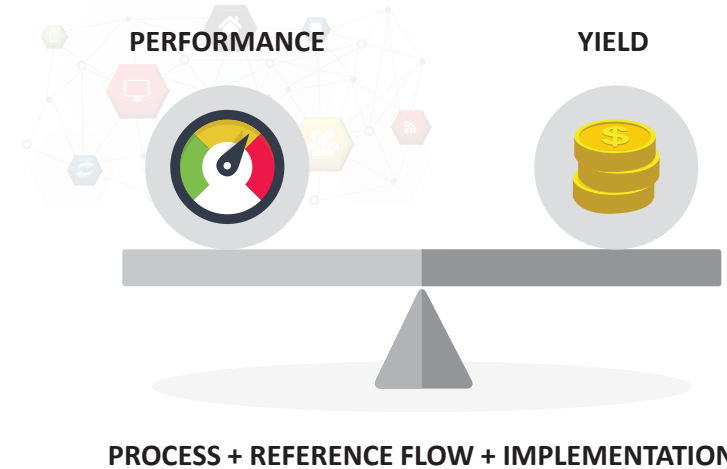 PERFORMANCE YIELD
$
PROCESS + REFERENCE FLOW + IMPLEMENTATION